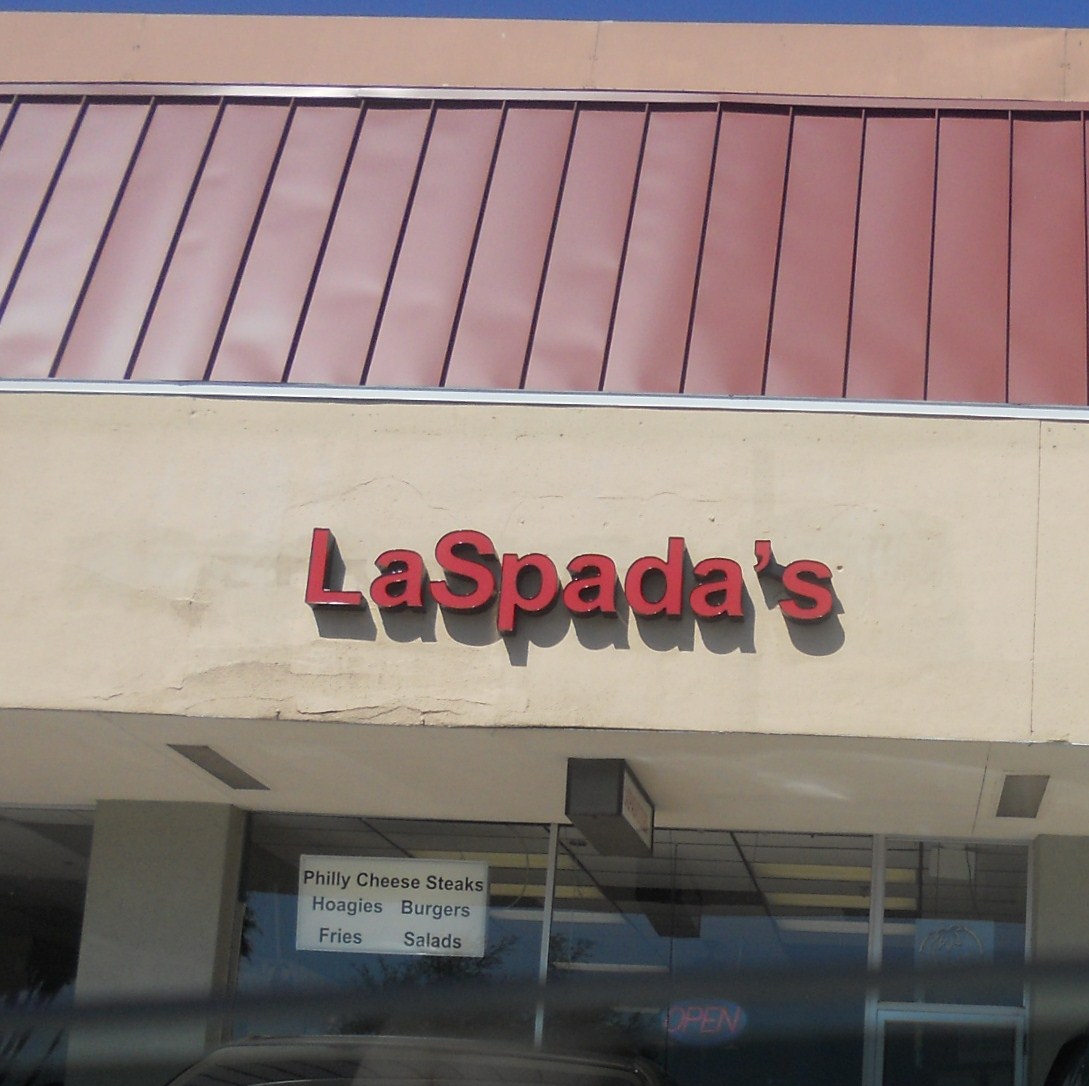 LaSpada's
Philly Cheese Steaks
Hoagies Burgers
Fries Salads
OPEN